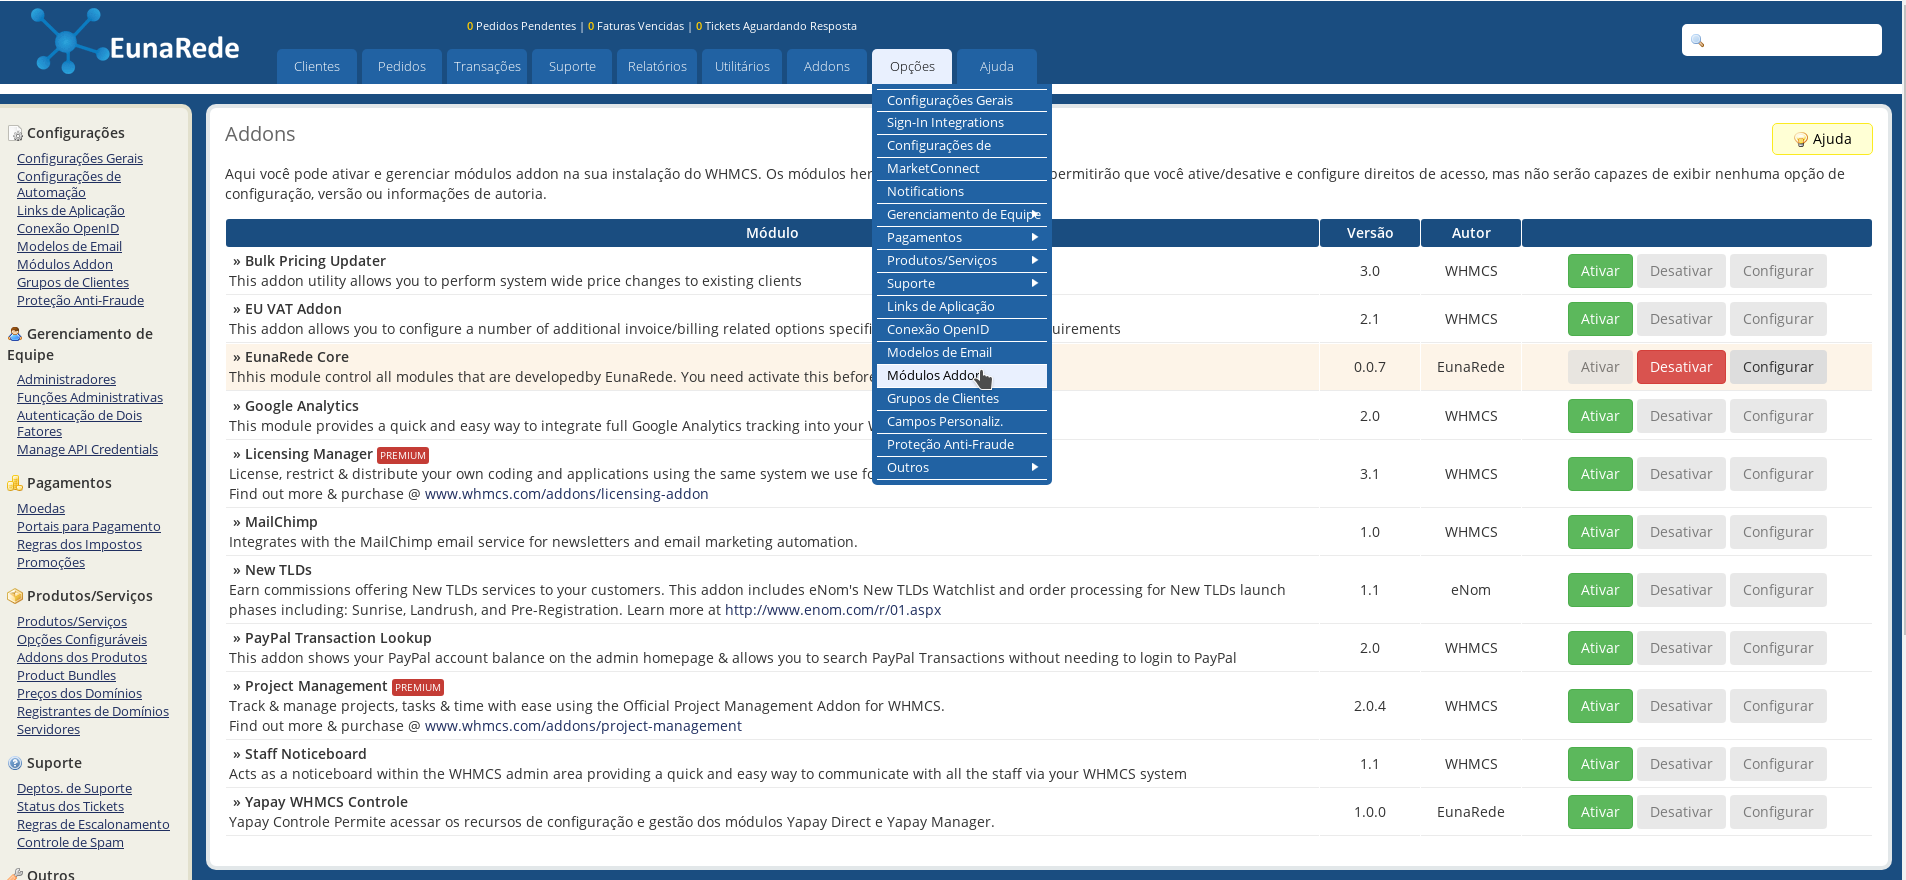 EunaRede
0 Pedidos Pendentes | 0 Faturas Vencidas | 0 Tickets Aguardando Resposta
Clientes Pedidos Transações Suporte Relatórios Utilitários Addons Opções Ajuda
Configurações Gerais
Sign-In Integrations
Configurações de
MarketConnect
Notifications
Gerenciamento de Equipe
Pagamentos
Produtos/Serviços
Suporte
Links de Aplicação
Conexão OpenID
Modelos de Email
Módulos Addon
Grupos de Clientes
Campos Personaliz.
Proteção Anti-Fraude
Outros
Configurações
Configurações Gerais
Configurações de
Automação
Links de Aplicação
Conexão OpenID
Modelos de Email
Módulos Addon
Grupos de Clientes
Proteção Anti-Fraude
Gerenciamento de
Equipe
Administradores
Funções Administrativas
Autenticação de Dois
Fatores
Manage API Credentials
Pagamentos
Moedas
Portais para Pagamento
Regras dos Impostos
Promoções
Produtos/Serviços
Produtos/Serviços
Opções Configuráveis
Addons dos Produtos
Product Bundles
Preços dos Domínios
Registrantes de Domínios
Servidores
Suporte
Deptos. de Suporte
Status dos Tickets
Regras de Escalonamento
Controle de Spam
Outros
Addons
Ajuda
Aqui você pode ativar e gerenciar módulos addon na sua instalação do WHMCS. Os módulos her permitirão que você ative/desative e configure direitos de acesso, mas não serão capazes de exibir nenhuma opção de
configuração, versão ou informações de autoria.
Módulo Versão Autor
» Bulk Pricing Updater
This addon utility allows you to perform system wide price changes to existing clients
3.0 WHMCS Ativar Desativar Configurar
» EU VAT Addon
This addon allows you to configure a number of additional invoice/billing related options specifi uirements
2.1 WHMCS Ativar Desativar Configurar
» EunaRede Core
Thhis module control all modules that are developedby EunaRede. You need activate this before
0.0.7 EunaRede Ativar Desativar Configurar
» Google Analytics
This module provides a quick and easy way to integrate full Google Analytics tracking into your W
2.0 WHMCS Ativar Desativar Configurar
» Licensing Manager PREMIUM
License, restrict & distribute your own coding and applications using the same system we use fo
Find out more & purchase @ www.whmcs.com/addons/licensing-addon
3.1 WHMCS Ativar Desativar Configurar
» MailChimp
Integrates with the MailChimp email service for newsletters and email marketing automation.
1.0 WHMCS Ativar Desativar Configurar
» New TLDs
Earn commissions offering New TLDs services to your customers. This addon includes eNom's New TLDs Watchlist and order processing for New TLDs launch
phases including: Sunrise, Landrush, and Pre-Registration. Learn more at http://www.enom.com/r/01.aspx
1.1 eNom Ativar Desativar Configurar
» PayPal Transaction Lookup
This addon shows your PayPal account balance on the admin homepage & allows you to search PayPal Transactions without needing to login to PayPal
2.0 WHMCS Ativar Desativar Configurar
» Project Management PREMIUM
Track & manage projects, tasks & time with ease using the Official Project Management Addon for WHMCS.
Find out more & purchase @ www.whmcs.com/addons/project-management
2.0.4 WHMCS Ativar Desativar Configurar
» Staff Noticeboard
Acts as a noticeboard within the WHMCS admin area providing a quick and easy way to communicate with all the staff via your WHMCS system
1.1 WHMCS Ativar Desativar Configurar
» Yapay WHMCS Controle
Yapay Controle Permite acessar os recursos de configuração e gestão dos módulos Yapay Direct e Yapay Manager.
1.0.0 EunaRede Ativar Desativar Configurar